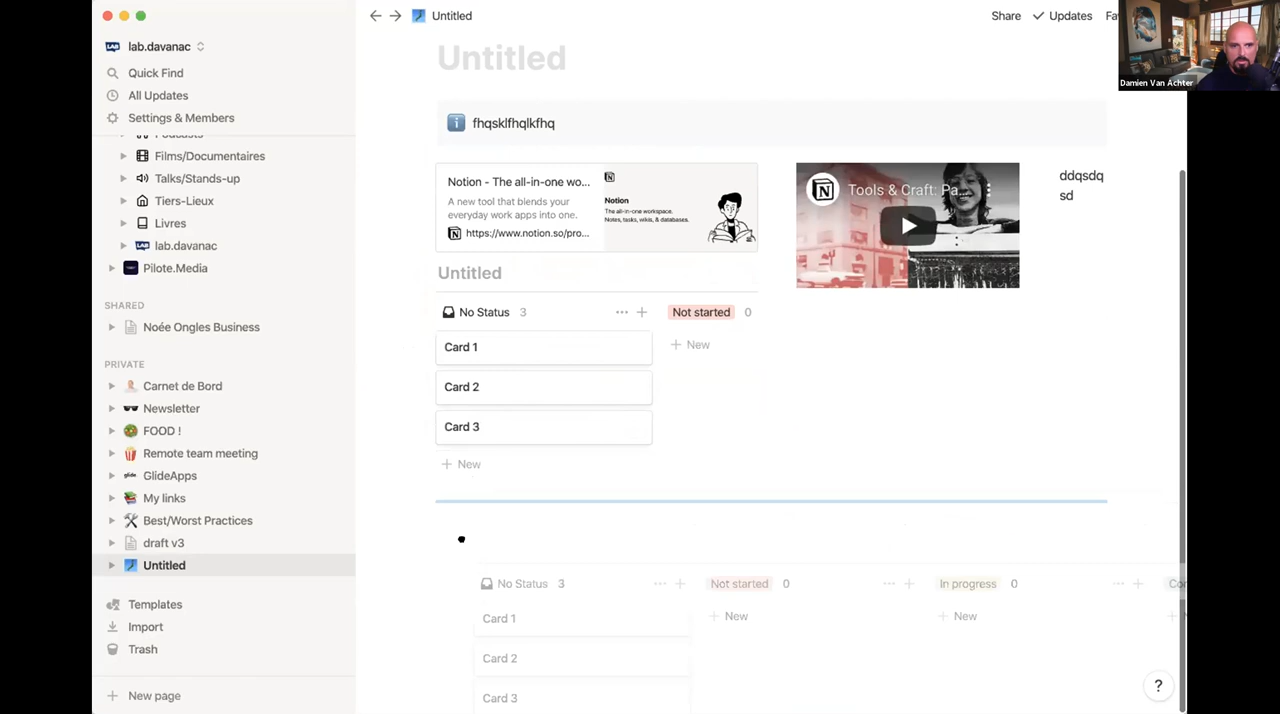 lab.davanac
Quick Find
All Updates
Settings & Members
Podcasts
Films/Documentaires
Talks/Stands-up
Tiers-Lieux
Livres
lab.davanac
Pilote.Media
SHARED
Noée Ongles Business
PRIVATE
Carnet de Bord
Newsletter
FOOD !
Remote team meeting
GlideApps
My links
Best/Worst Practices
draft v3
Untitled
Templates
Import
Trash
New page
Untitled
Share
Updates
Fav
Damien Van Achter
Untitled
fhqsklfhqlkfhq
Notion - The all-in-one wo...
A new tool that blends your
everyday work apps into one.
https://www.notion.so/pro...
Notion
The all-in-one workspace.
Notes, tasks, wikis, & databases.
Tools & Craft: Pa...
ddqsdq
sd
Untitled
No Status 3 ... + Not started 0
Card 1
+ New
Card 2
Card 3
+ New
No Status 3 ... + Not started 0 ... + In progress 0 ... + Co
Card 1
+ New
+ New
Card 2
Card 3
?